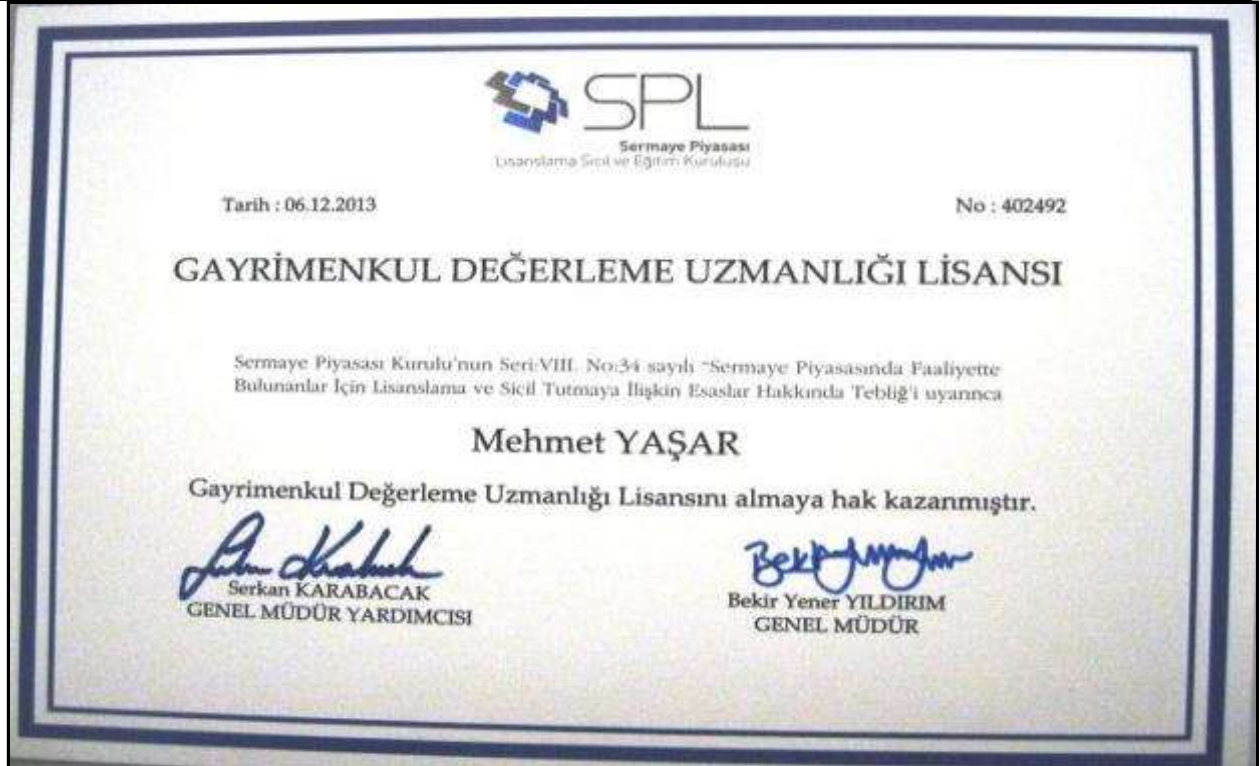 SPL
Sermaye Piyasası
Lisanslama Sicil ve Eğitim Kuruluşu
Tarih : 06.12.2013
No : 402492
GAYRİMENKUL DEĞERLEME UZMANLIĞI LİSANSI
Sermaye Piyasası Kurulu'nun Seri:VIII, No:34 sayılı "Sermaye Piyasasında Faaliyette
Bulunanlar İçin Lisanslama ve Sicil Tutmaya İlişkin Esaslar Hakkında Tebliğ'i uyarınca
Mehmet YAŞAR
Gayrimenkul Değerleme Uzmanlığı Lisansını almaya hak kazanmıştır.
Serkan KARABACAK
GENEL MÜDÜR YARDIMCISI
Bekir Yener YILDIRIM
GENEL MÜDÜR